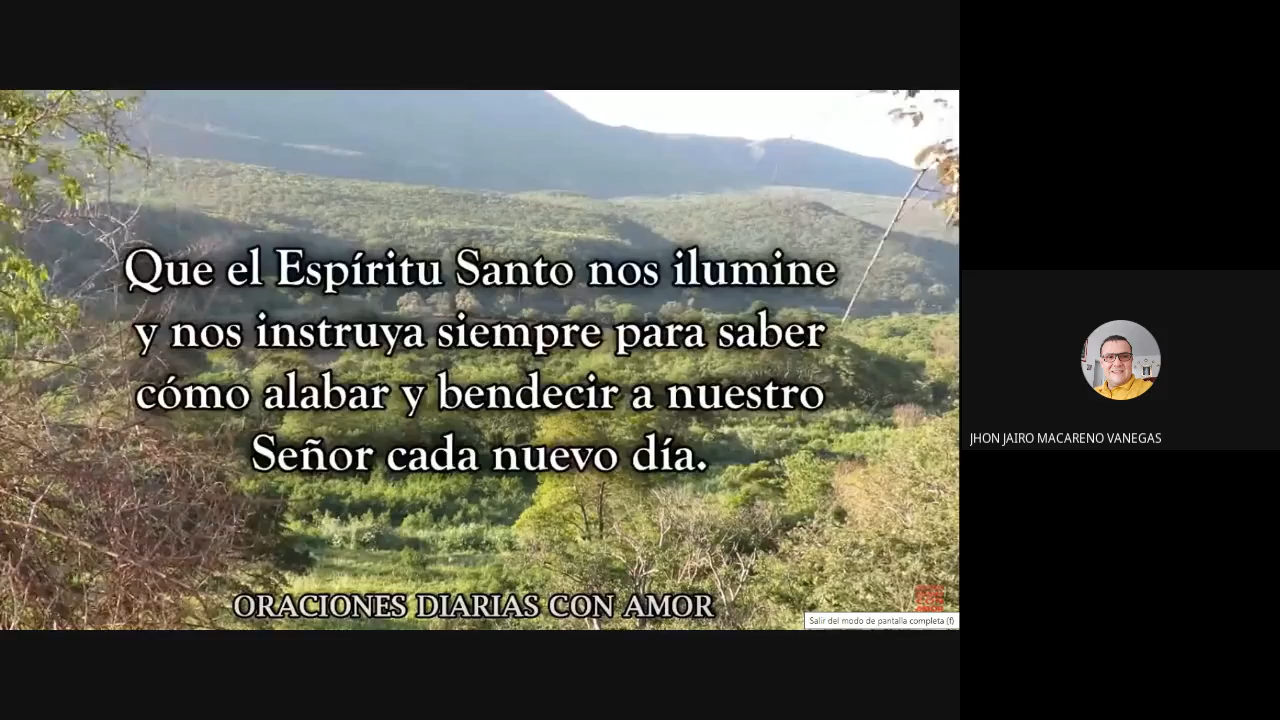 Que el Espíritu Santo nos ilumine
y nos instruya siempre para saber
cómo alabar y bendecir a nuestro
Señor cada nuevo día.
ORACIONES DIARIAS CON AMOR
Salir del modo de pantalla completa (f)
JHON JAIRO MACARENO VANEGAS